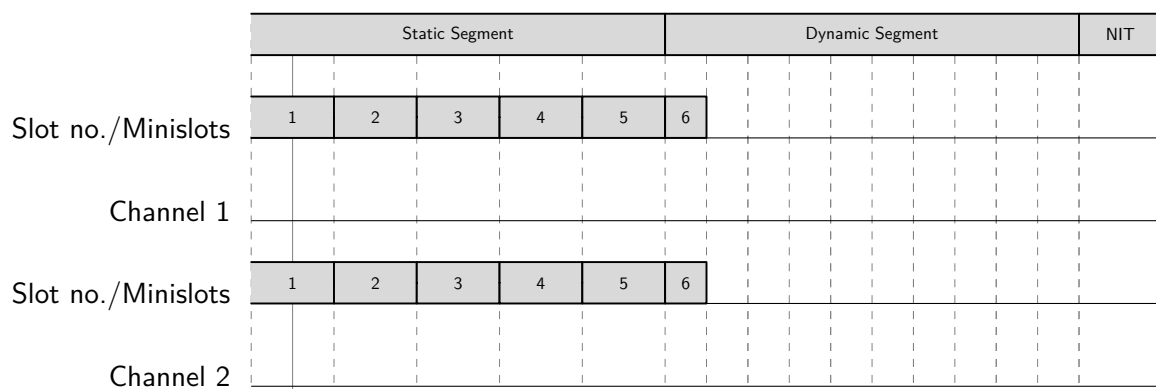 Static Segment Dynamic Segment NIT
Slot no./Minislots 1 2 3 4 5 6
Channel 1
Slot no./Minislots 1 2 3 4 5 6
Channel 2